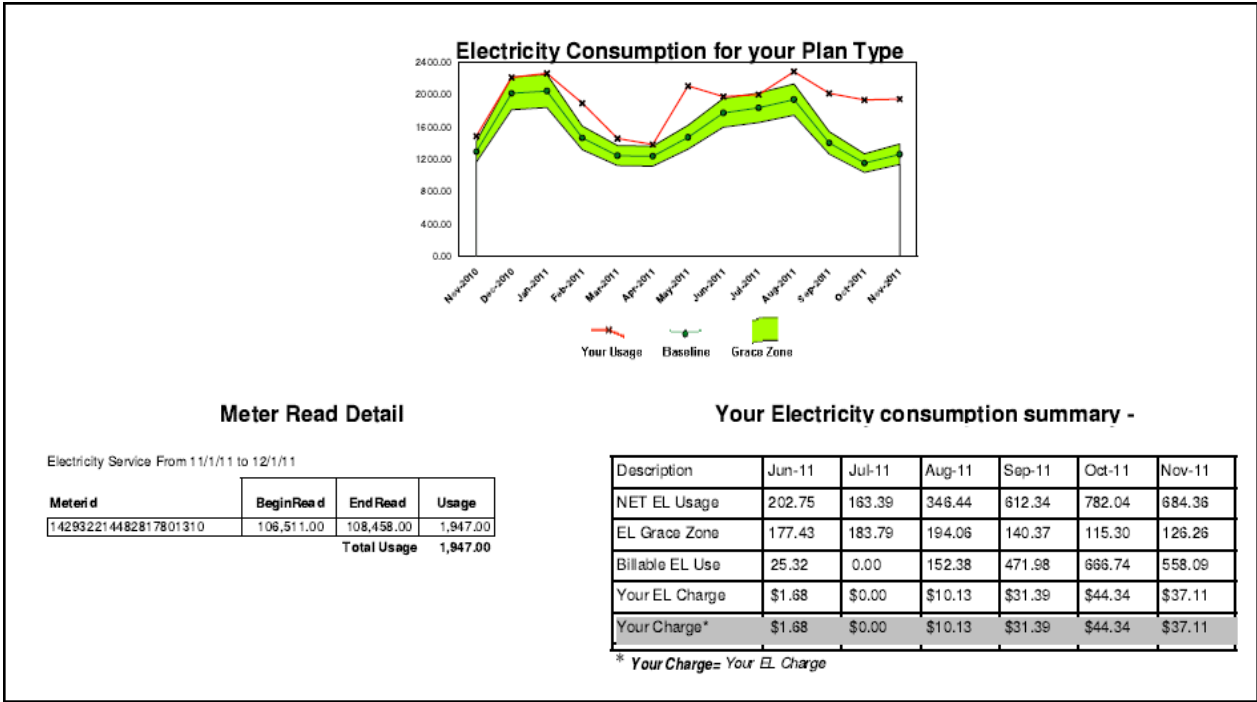 Electricity Consumption for your Plan Type
2400.00
2000.00
1600.00
1200.00
800.00
400.00
0.00
Nov-2010 Dec-2010 Jan-2011 Feb-2011 Mar-2011 Apr-2011 May-2011 Jun-2011 Jul-2011 Aug-2011 Sep-2011 Oct-2011 Nov-2011
Your Usage Baseline Grace Zone
Meter Read Detail
Electricity Service From 11/1/11 to 12/1/11
Meterid BeginRead EndRead Usage
142932214482817801310 106,511.00 108,458.00 1,947.00
Total Usage 1,947.00
Your Electricity consumption summary -
Description Jun-11 Jul-11 Aug-11 Sep-11 Oct-11 Nov-11
NET EL Usage 202.75 163.39 346.44 612.34 782.04 684.36
EL Grace Zone 177.43 183.79 194.06 140.37 115.30 126.26
Billable EL Use 25.32 0.00 152.38 471.98 666.74 558.09
Your EL Charge $1.68 $0.00 $10.13 $31.39 $44.34 $37.11
Your Charge* $1.68 $0.00 $10.13 $31.39 $44.34 $37.11
* Your Charge= Your EL Charge